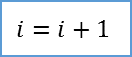 i = i + 1